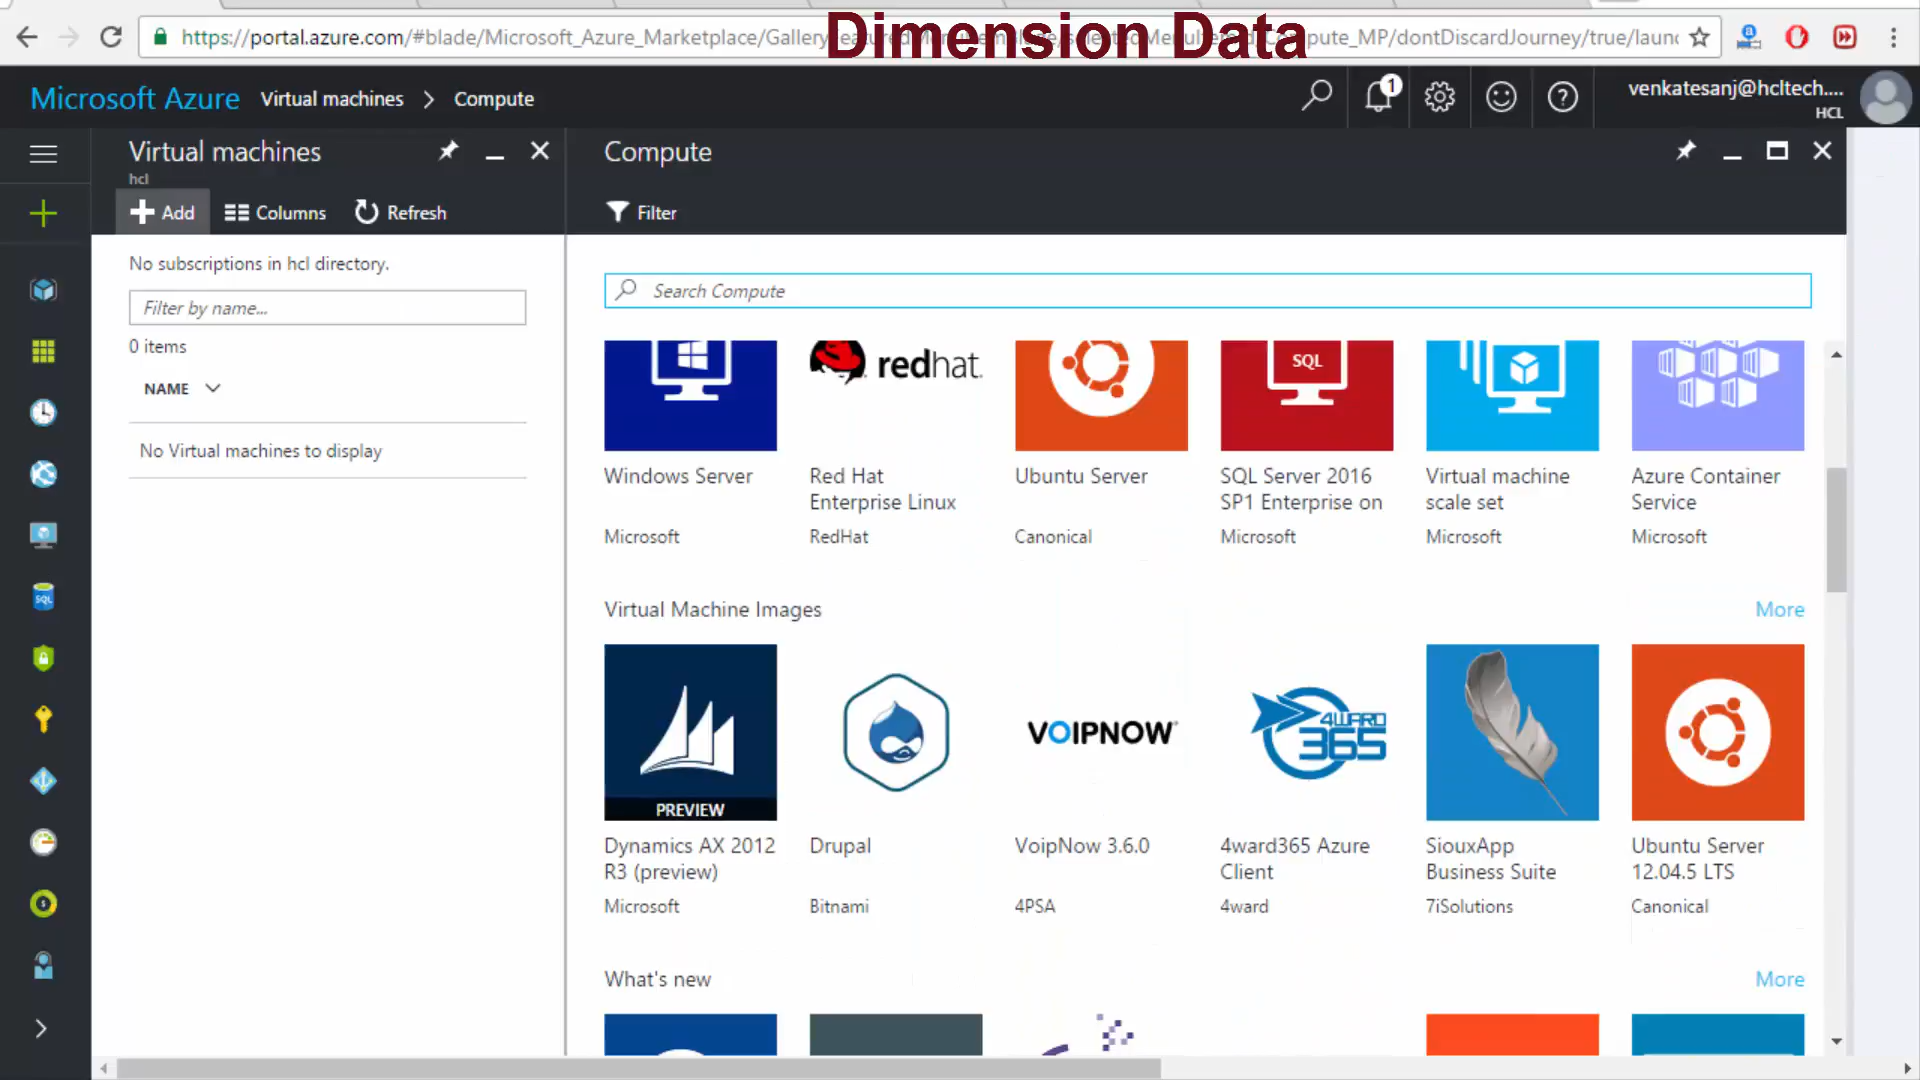 Dimension Data
https://portal.azure.com/#blade/Microsoft_Azure_Marketplace/Gallery
pute_MP/dontDiscardJourney/true/laun
Microsoft Azure
Virtual machines > Compute
1
venkatesanj@hcltech....
HCL
Virtual machines
hcl
Add
Columns
Refresh
No subscriptions in hcl directory.
Filter by name...
0 items
NAME
No Virtual machines to display
Compute
Filter
Search Compute
redhat.
SQL
Windows Server
Microsoft
Red Hat
Enterprise Linux
RedHat
Ubuntu Server
Canonical
SQL Server 2016
SP1 Enterprise on
Microsoft
Virtual machine
scale set
Microsoft
Azure Container
Service
Microsoft
Virtual Machine Images
More
PREVIEW
Dynamics AX 2012
R3 (preview)
Microsoft
Drupal
Bitnami
VOIPNOW
VoipNow 3.6.0
4PSA
4WARD
365
4ward365 Azure
Client
4ward
SiouxApp
Business Suite
7iSolutions
Ubuntu Server
12.04.5 LTS
Canonical
What's new
More
SQL